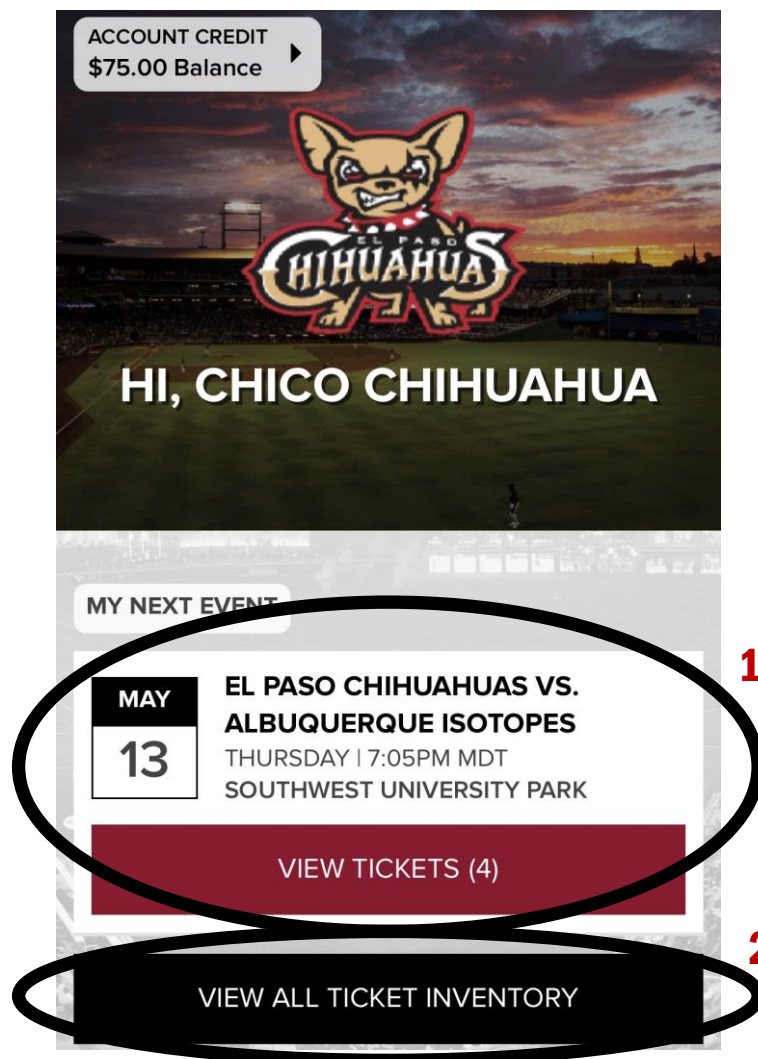 ACCOUNT CREDIT
$75.00 Balance
EL PASO
CHIHUAHUAS
HI, CHICO CHIHUAHUA
MY NEXT EVENT
1
MAY
13
EL PASO CHIHUAHUAS VS.
ALBUQUERQUE ISOTOPES
THURSDAY | 7:05PM MDT
SOUTHWEST UNIVERSITY PARK
VIEW TICKETS (4)
2
VIEW ALL TICKET INVENTORY